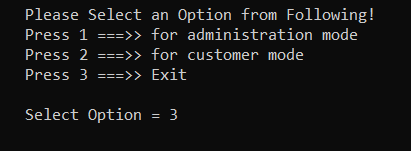 Please Select an Option from Following!
Press 1 ===>> for administration mode
Press 2 ===>> for customer mode
Press 3 ===>> Exit
Select Option = 3